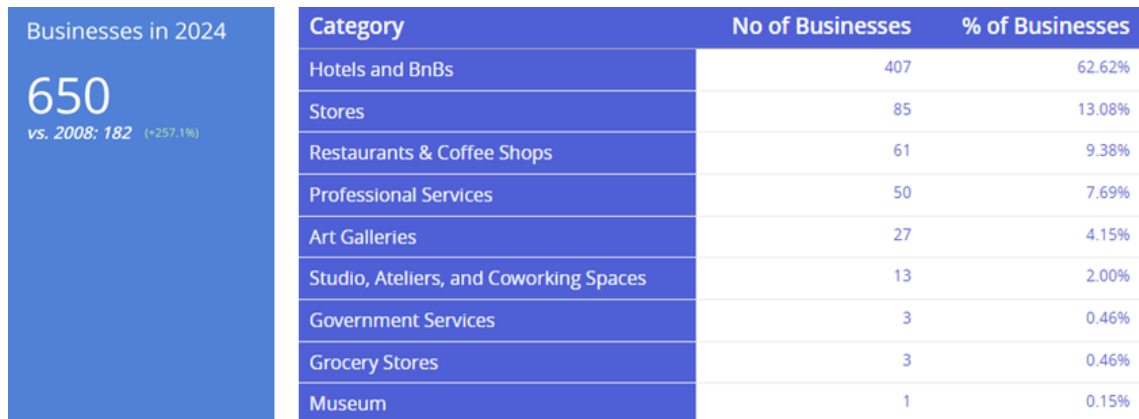 Businesses in 2024
650
vs. 2008: 182 (+257.1%)
Category No of Businesses % of Businesses
Hotels and BnBs 407 62.62%
Stores 85 13.08%
Restaurants & Coffee Shops 61 9.38%
Professional Services 50 7.69%
Art Galleries 27 4.15%
Studio, Ateliers, and Coworking Spaces 13 2.00%
Government Services 3 0.46%
Grocery Stores 3 0.46%
Museum 1 0.15%